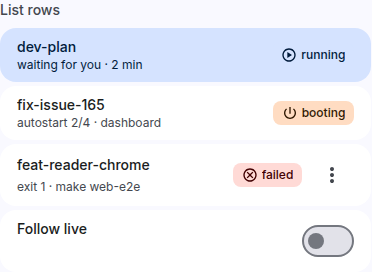 List rows
dev-plan
running
waiting for you · 2 min
fix-issue-165
booting
autostart 2/4 · dashboard
feat-reader-chrome
failed
exit 1 · make web-e2e
Follow live